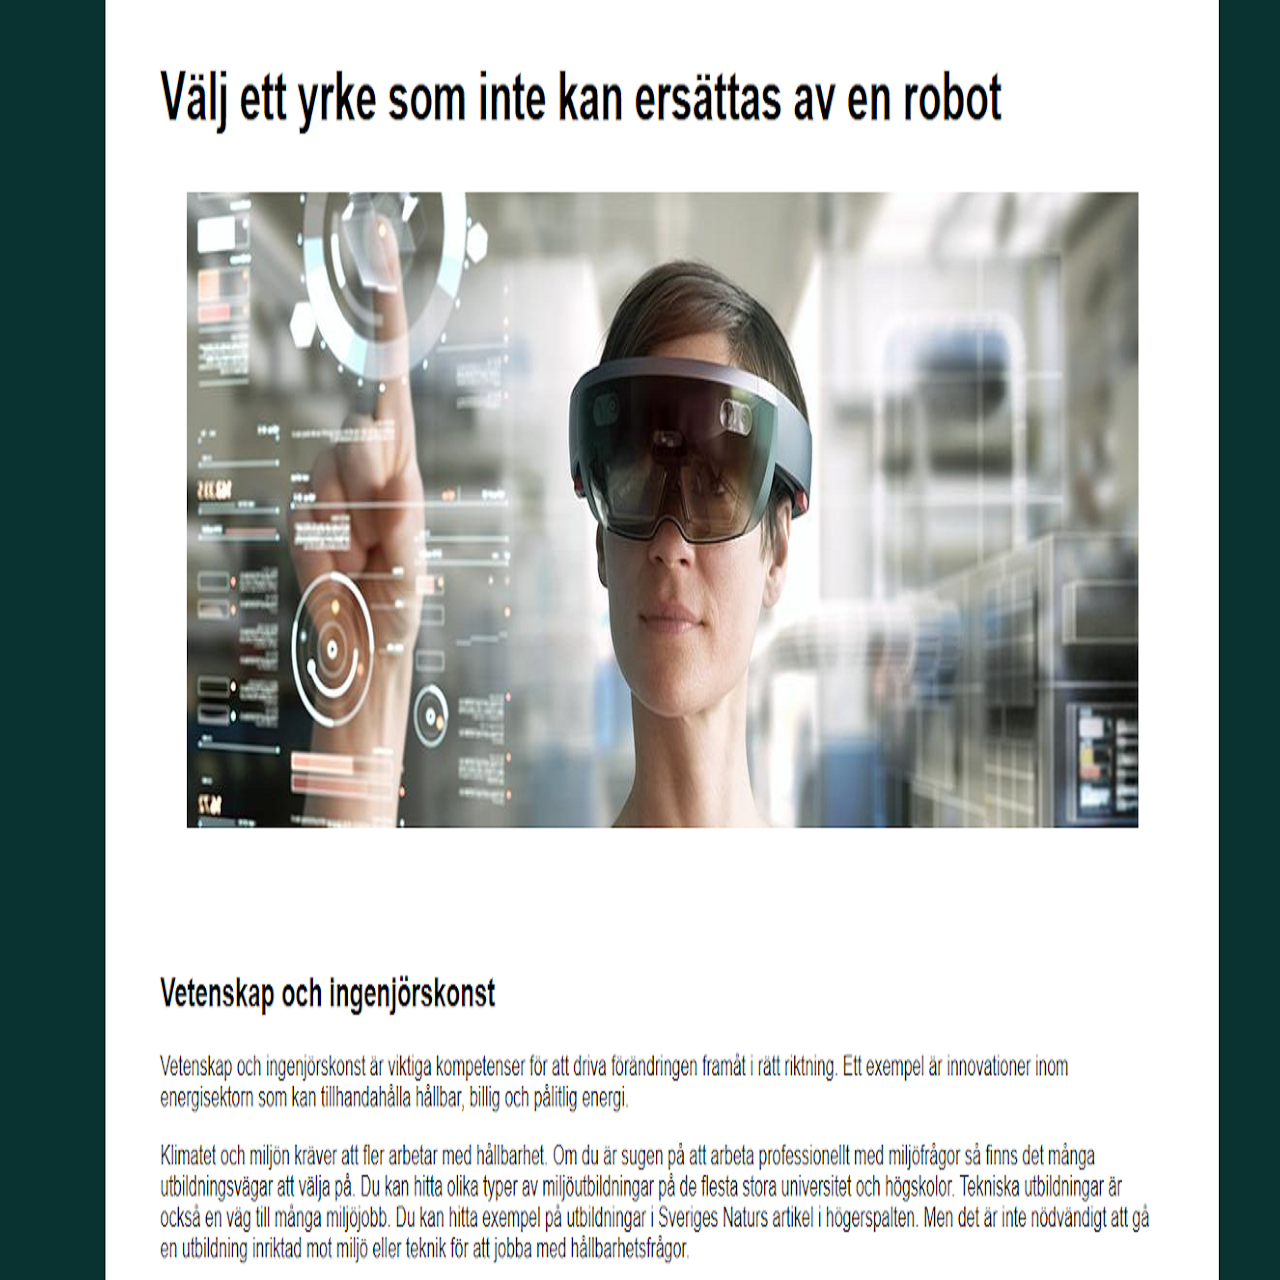 Välj ett yrke som inte kan ersättas av en robot
Vetenskap och ingenjörskonst
Vetenskap och ingenjörskonst är viktiga kompetenser för att driva förändringen framåt i rätt riktning. Ett exempel är innovationer inom
energisektorn som kan tillhandahålla hållbar, billig och pålitlig energi.
Klimatet och miljön kräver att fler arbetar med hållbarhet. Om du är sugen på att arbeta professionellt med miljöfrågor så finns det många
utbildningsvägar att välja på. Du kan hitta olika typer av miljöutbildningar på de flesta stora universitet och högskolor. Tekniska utbildningar är
också en väg till många miljöjobb. Du kan hitta exempel på utbildningar i Sveriges Naturs artikel i högerspalten. Men det är inte nödvändigt att gå
en utbildning inriktad mot miljö eller teknik för att jobba med hållbarhetsfrågor.